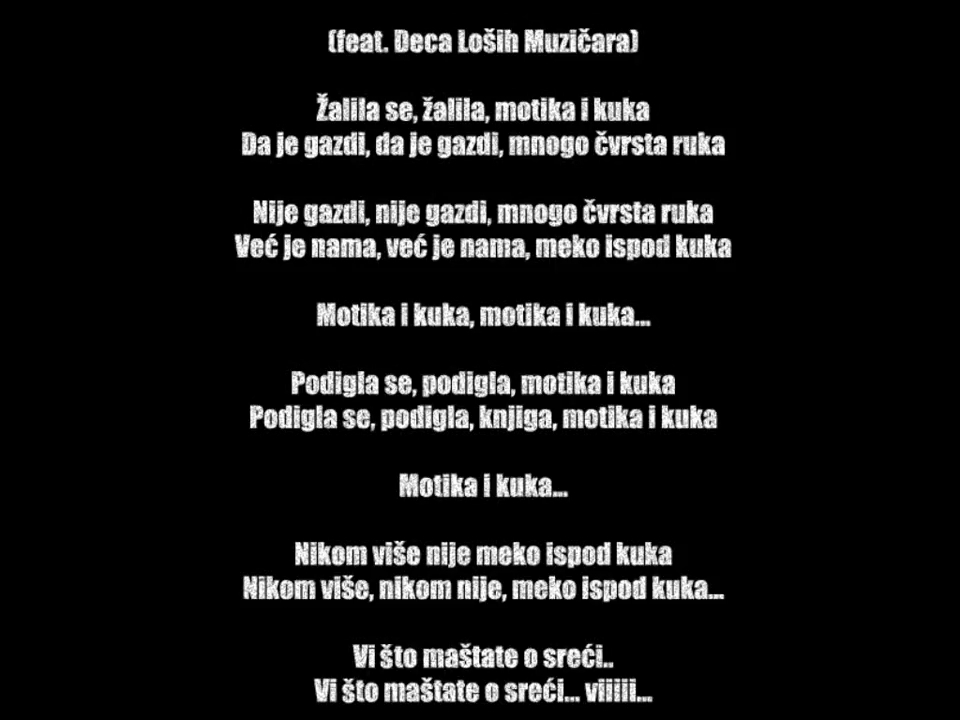 (feat. Deca Loših Muzičara)
Žalila se, žalila, motika i kuka
Da je gazdi, da je gazdi, mnogo čvrsta ruka
Nije gazdi, nije gazdi, mnogo čvrsta ruka
Već je nama, već je nama, meko ispod kuka
Motika i kuka, motika i kuka...
Podigla se, podigla, motika i kuka
Podigla se, podigla, knjiga, motika i kuka
Motika i kuka...
Nikom više nije meko ispod kuka
Nikom više, nikom nije, meko ispod kuka...
Vi što maštate o sreći..
Vi što maštate o sreći... viiiii...